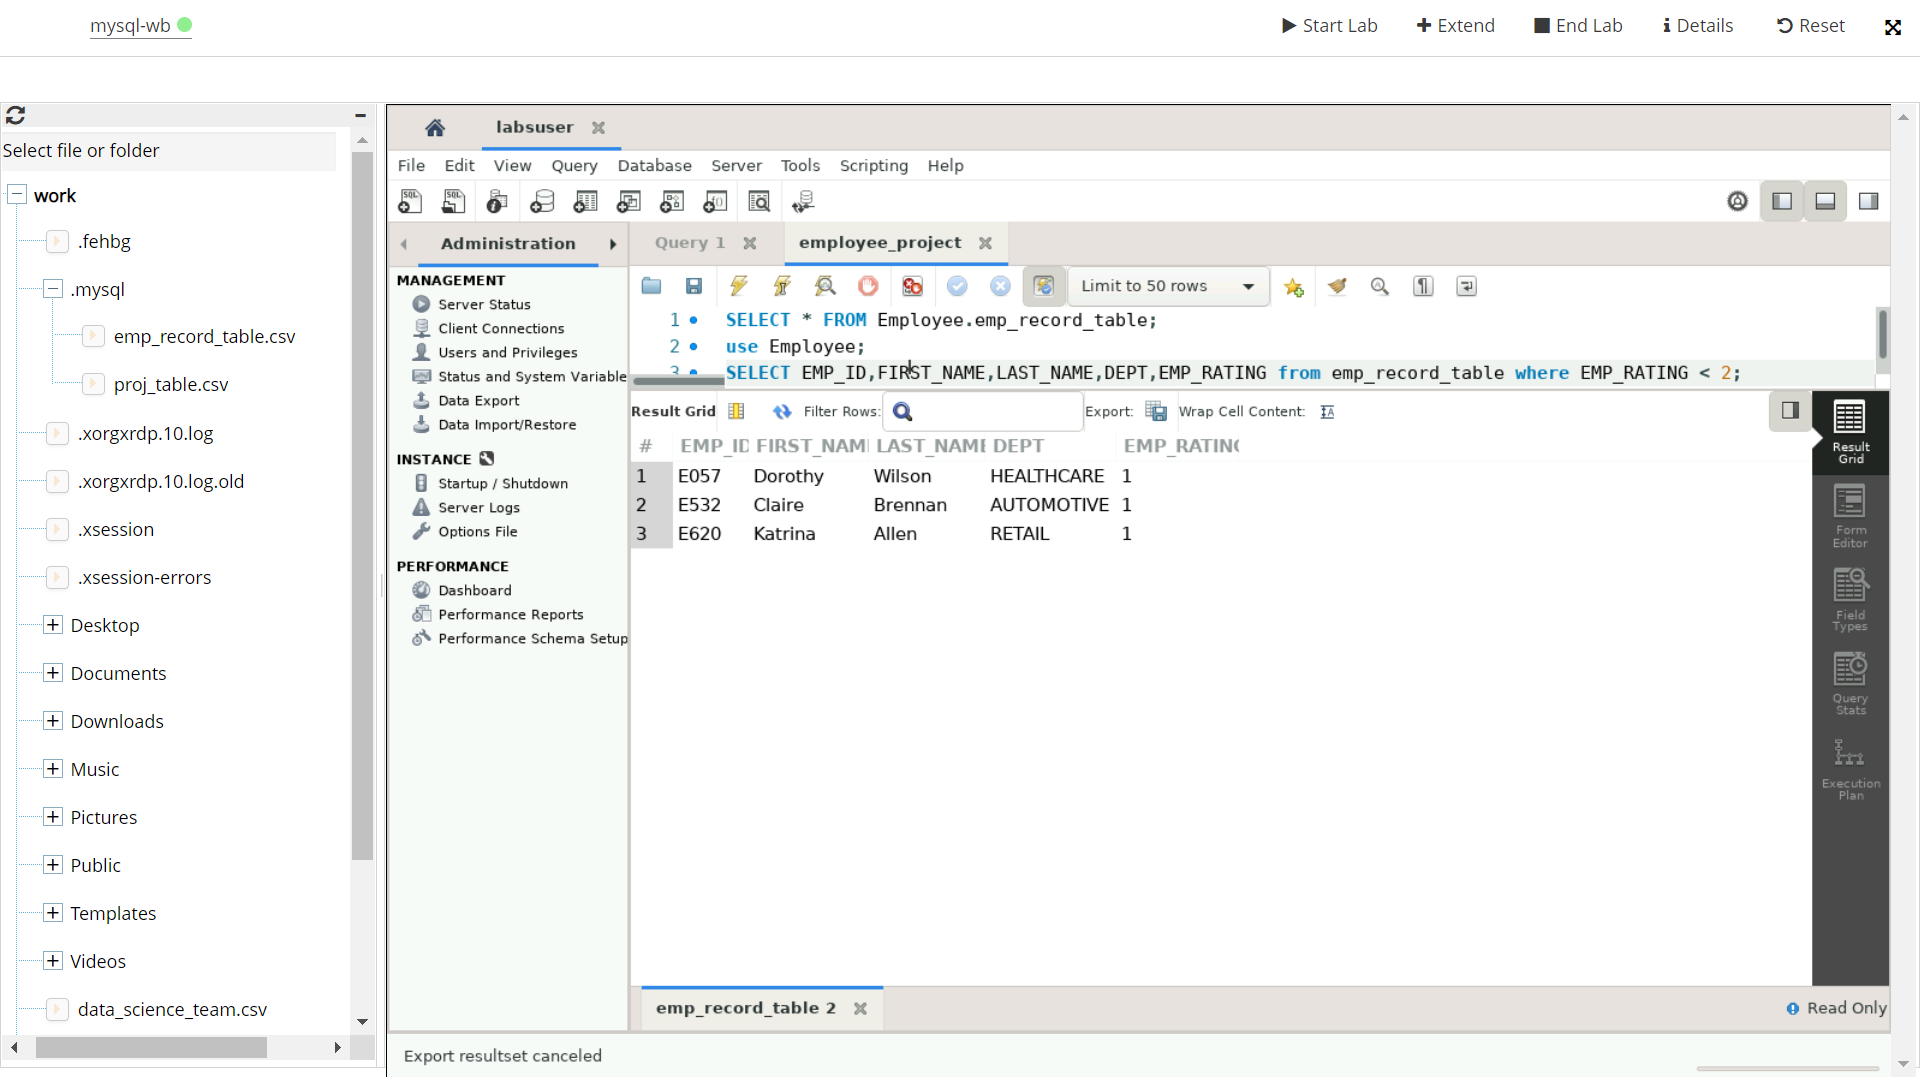 mysql-wb
Start Lab Extend End Lab Details Reset
Select file or folder
work
.fehbg
.mysql
emp_record_table.csv
proj_table.csv
.xorgxrdp.10.log
.xorgxrdp.10.log.old
.xsession
.xsession-errors
Desktop
Documents
Downloads
Music
Pictures
Public
Templates
Videos
data_science_team.csv
labsuser
File Edit View Query Database Server Tools Scripting Help
Administration
MANAGEMENT
Server Status
Client Connections
Users and Privileges
Status and System Variable
Data Export
Data Import/Restore
INSTANCE
Startup / Shutdown
Server Logs
Options File
PERFORMANCE
Dashboard
Performance Reports
Performance Schema Setup
Query 1 employee_project
Limit to 50 rows
1 SELECT * FROM Employee.emp_record_table;
2 use Employee;
3 SELECT EMP_ID,FIRST_NAME,LAST_NAME,DEPT,EMP_RATING from emp_record_table where EMP_RATING < 2;
Result Grid Filter Rows: Export: Wrap Cell Content:
# EMP_ID FIRST_NAM LAST_NAME DEPT EMP_RATING
1 E057 Dorothy Wilson HEALTHCARE 1
2 E532 Claire Brennan AUTOMOTIVE 1
3 E620 Katrina Allen RETAIL 1
Result
Grid
Form
Editor
Field
Types
Query
Stats
Execution
Plan
emp_record_table 2
Read Only
Export resultset canceled